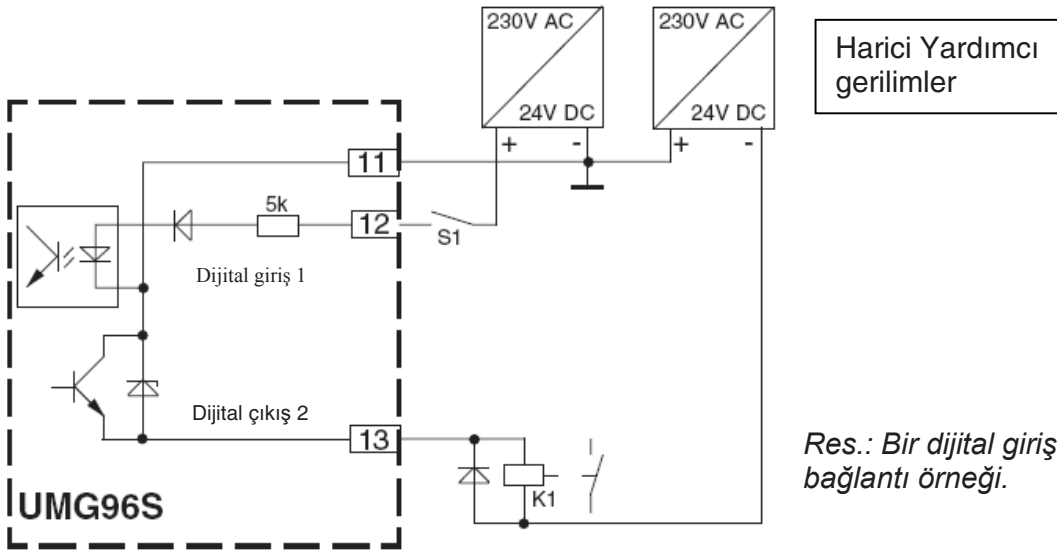 230V AC
24V DC
+ -
230V AC
24V DC
+ -
Harici Yardımcı
gerilimler
11
5k
12
S1
Dijital giriş 1
Dijital çıkış 2
13
K1
UMG96S
Res.: Bir dijital giriş
bağlantı örneği.